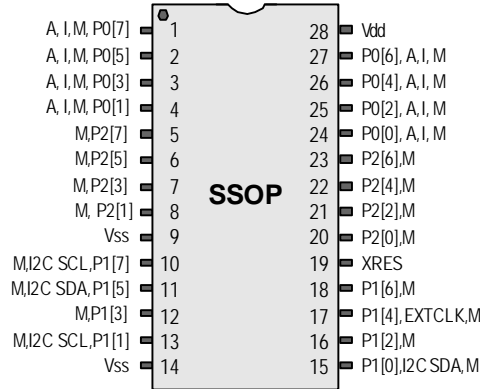 A, I, M, P0[7] 1 28 Vdd
A, I, M, P0[5] 2 27 P0[6], A, I, M
A, I, M, P0[3] 3 26 P0[4], A, I, M
A, I, M, P0[1] 4 25 P0[2], A, I, M
M,P2[7] 5 24 P0[0], A, I, M
M,P2[5] 6 23 P2[6],M
M,P2[3] 7 22 P2[4],M
SSOP
M, P2[1] 8 21 P2[2],M
Vss 9 20 P2[0],M
M,I2C SCL,P1[7] 10 19 XRES
M,I2C SDA,P1[5] 11 18 P1[6],M
M,P1[3] 12 17 P1[4],EXTCLK,M
M,I2C SCL,P1[1] 13 16 P1[2],M
Vss 14 15 P1[0],I2C SDA,M